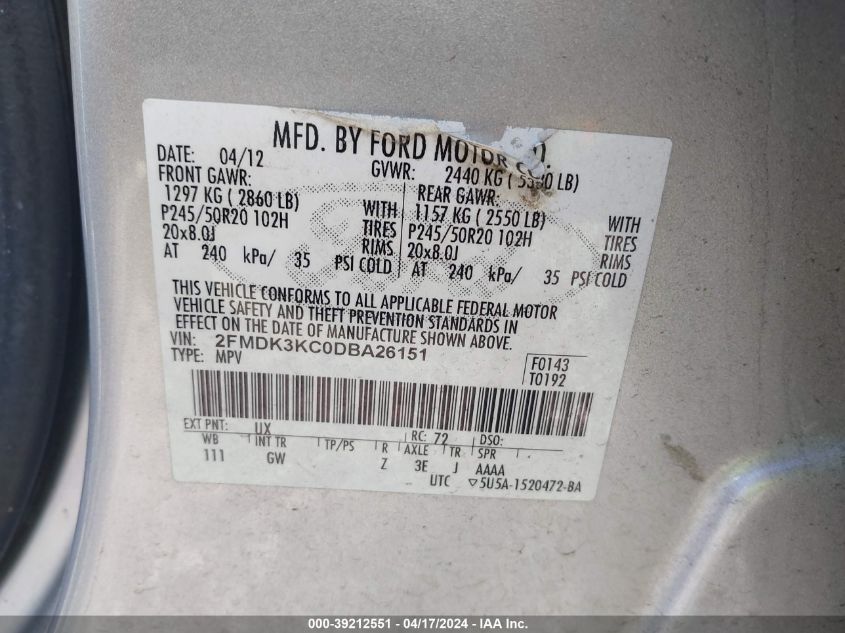 MFD. BY FORD MOTOR CO.
DATE: 04/12 GVWR: 2440 KG ( LB)
FRONT GAWR: REAR GAWR:
1297 KG ( 2860 LB) WITH 1157 KG ( 2550 LB) WITH
P245/50R20 102H TIRES P245/50R20 102H TIRES
20x8.0J RIMS 20x8.0J RIMS
AT 240 kPa/ 35 PSI COLD AT 240 kPa/ 35 PSI COLD
THIS VEHICLE CONFORMS TO ALL APPLICABLE FEDERAL MOTOR
VEHICLE SAFETY AND THEFT PREVENTION STANDARDS IN
EFFECT ON THE DATE OF MANUFACTURE SHOWN ABOVE.
VIN: 2FMDK3KC0DBA26151
TYPE: MPV
F0143
T0192
EXT PNT: UX RC: 72 DSO:
WB INT TR TP/PS R AXLE TR SPR
111 GW Z 3E J AAAA
UTC ▽5U5A-1520472-BA
000-39212551 - 04/17/2024 - IAA Inc.